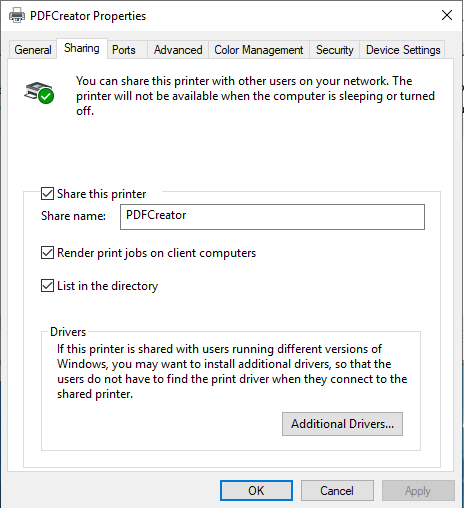 PDFCreator Properties
General Sharing Ports Advanced Color Management Security Device Settings
You can share this printer with other users on your network. The
printer will not be available when the computer is sleeping or turned
off.
Share this printer
Share name: PDFCreator
Render print jobs on client computers
List in the directory
Drivers
If this printer is shared with users running different versions of
Windows, you may want to install additional drivers, so that the
users do not have to find the print driver when they connect to the
shared printer.
Additional Drivers...
OK Cancel Apply